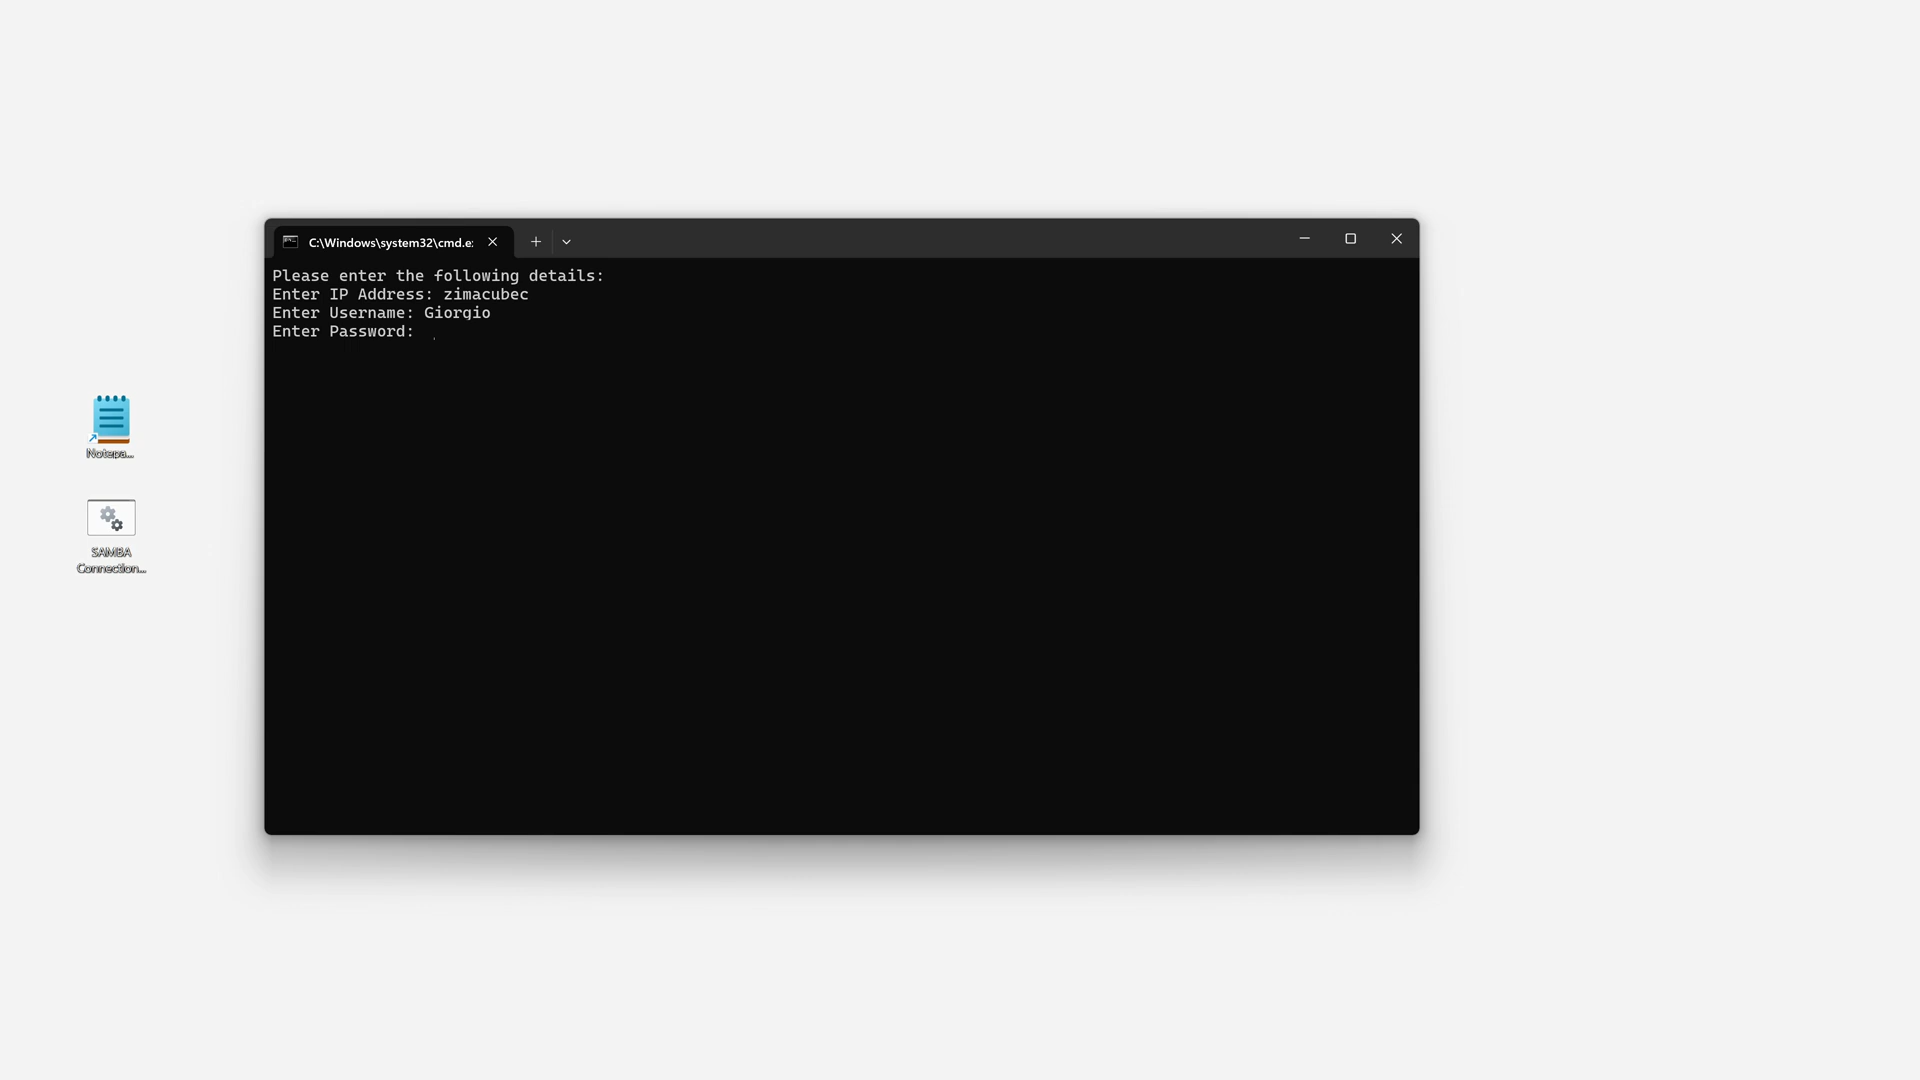 C:\Windows\system32\cmd.e
Please enter the following details:
Enter IP Address: zimacubec
Enter Username: Giorgio
Enter Password:
Notepa...
SAMBA
Connection...